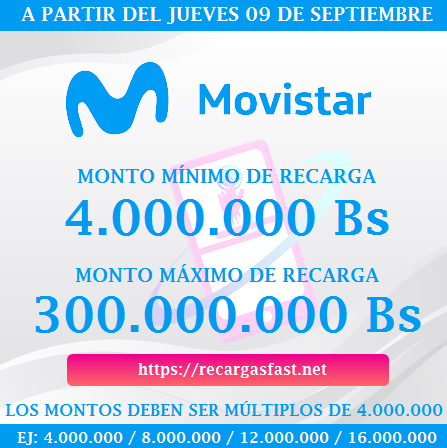 A PARTIR DEL JUEVES 09 DE SEPTIEMBRE
Movistar
MONTO MÍNIMO DE RECARGA
4.000.000 Bs
MONTO MÁXIMO DE RECARGA
300.000.000 Bs
https://recargasfast.net
LOS MONTOS DEBEN SER MÚLTIPLOS DE 4.000.000
EJ: 4.000.000 / 8.000.000 / 12.000.000 / 16.000.000